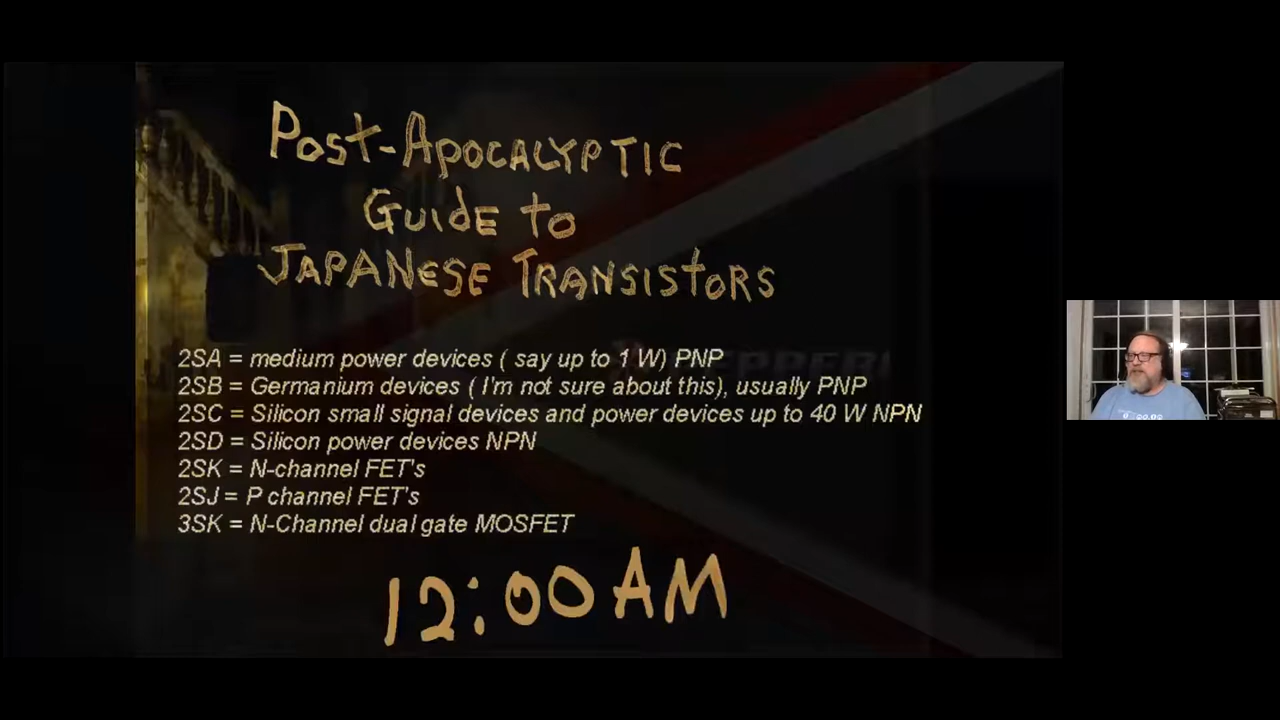 Post-Apocalyptic
Guide to
Japanese Transistors
2SA = medium power devices ( say up to 1 W) PNP
2SB = Germanium devices ( I'm not sure about this), usually PNP
2SC = Silicon small signal devices and power devices up to 40 W NPN
2SD = Silicon power devices NPN
2SK = N-channel FET's
2SJ = P channel FET's
3SK = N-Channel dual gate MOSFET
12:00 AM